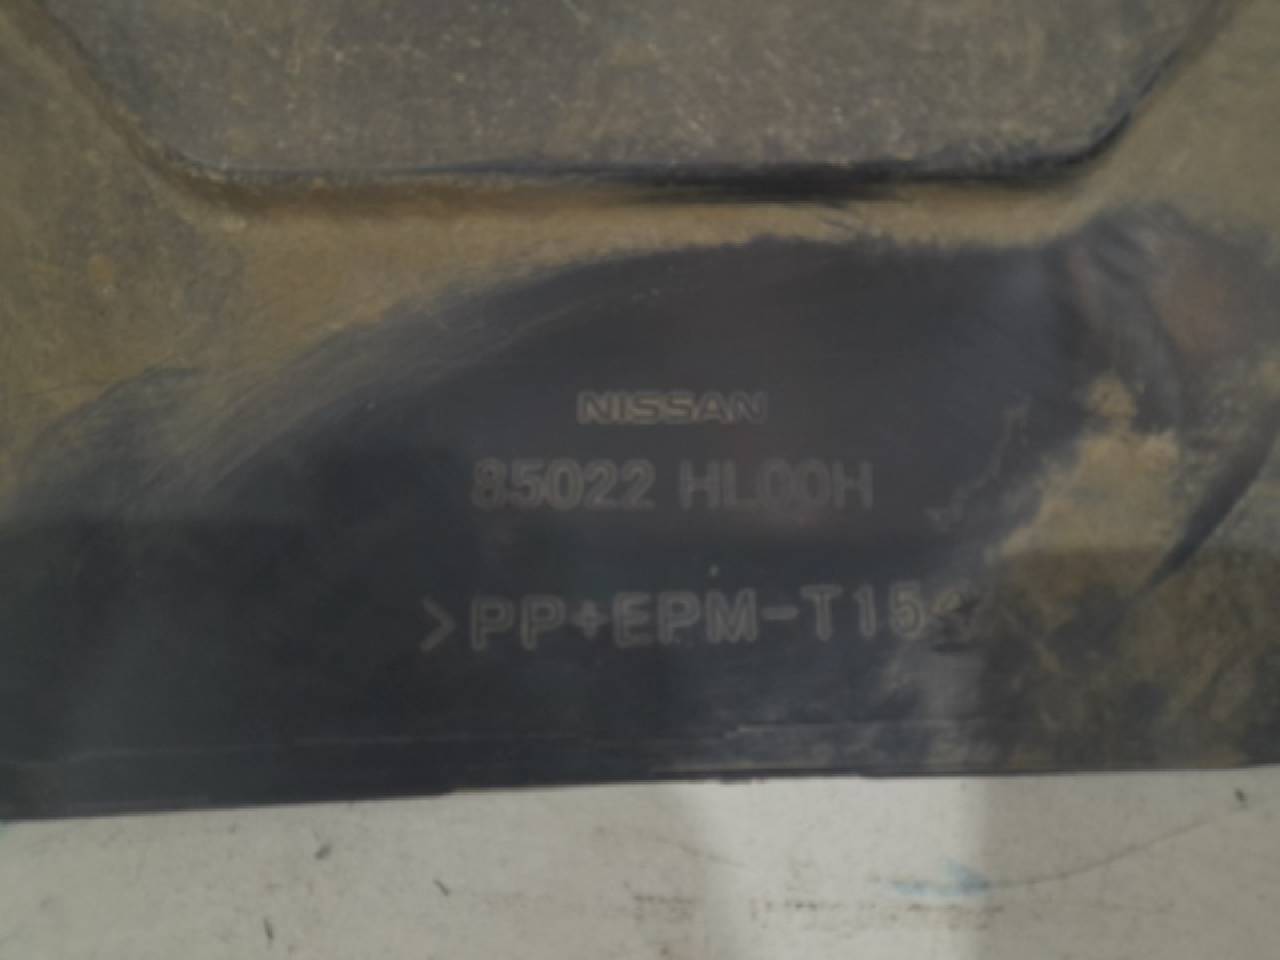 NISSAN
85022 HL00H
>PP+EPM-T15<